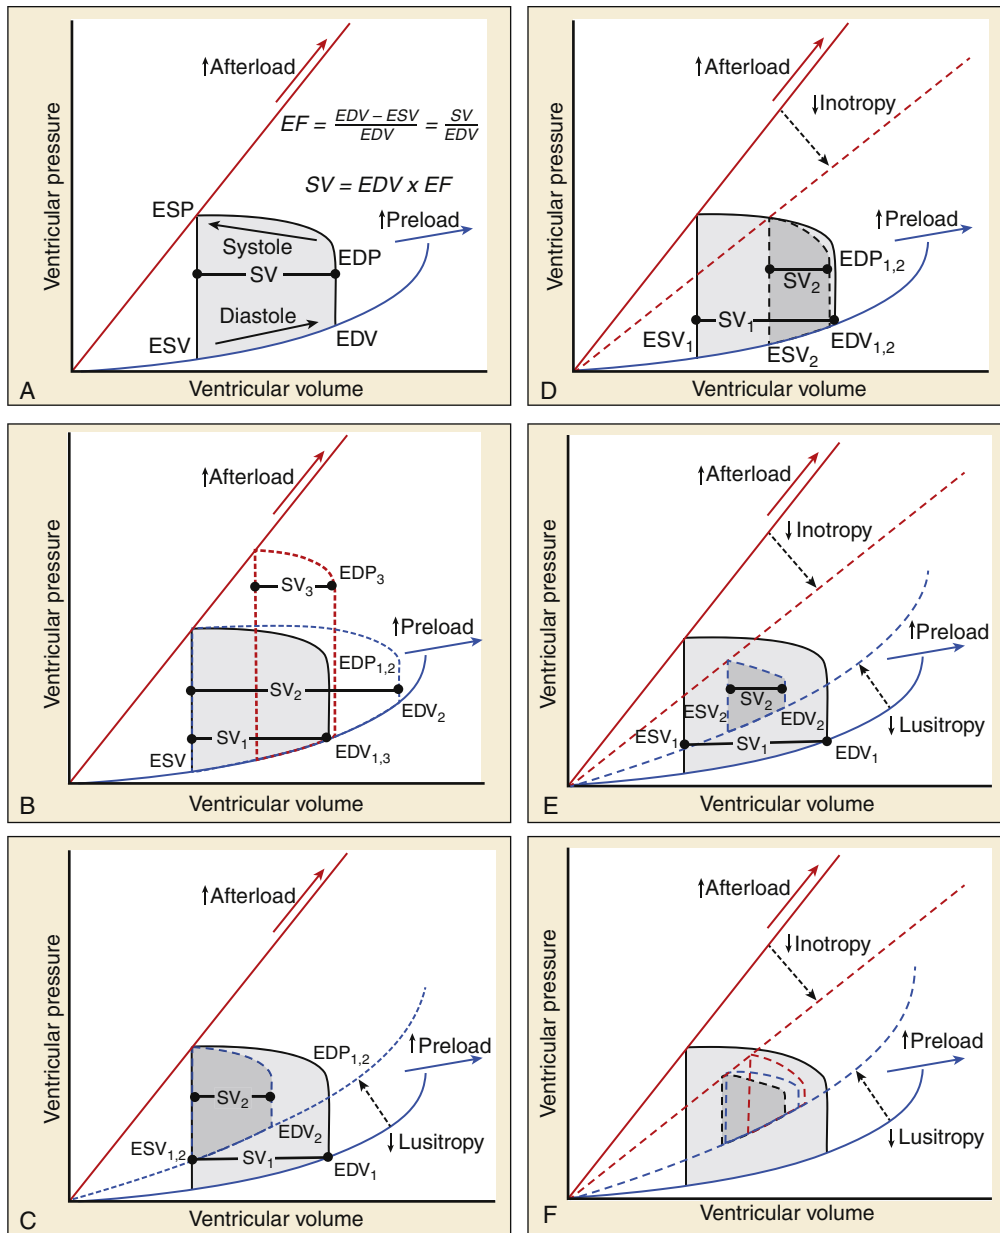 Ventricular pressure
↑Afterload
EF = (EDV – ESV)/EDV = SV/EDV
SV = EDV x EF
↑Preload
ESP
Systole
EDP
SV
Diastole
ESV
EDV
A
Ventricular volume
Ventricular pressure
↑Afterload
↓Inotropy
↑Preload
EDP1,2
SV2
SV1
ESV1
ESV2
EDV1,2
D
Ventricular volume
Ventricular pressure
↑Afterload
EDP3
SV3
↑Preload
EDP1,2
SV2
EDV2
SV1
ESV
EDV1,3
B
Ventricular volume
Ventricular pressure
↑Afterload
↓Inotropy
↑Preload
SV2
ESV2
EDV2
↓Lusitropy
ESV1
SV1
EDV1
E
Ventricular volume
Ventricular pressure
↑Afterload
EDP1,2
↑Preload
SV2
EDV2
↓Lusitropy
ESV1,2
SV1
EDV1
C
Ventricular volume
Ventricular pressure
↑Afterload
↓Inotropy
↑Preload
↓Lusitropy
F
Ventricular volume